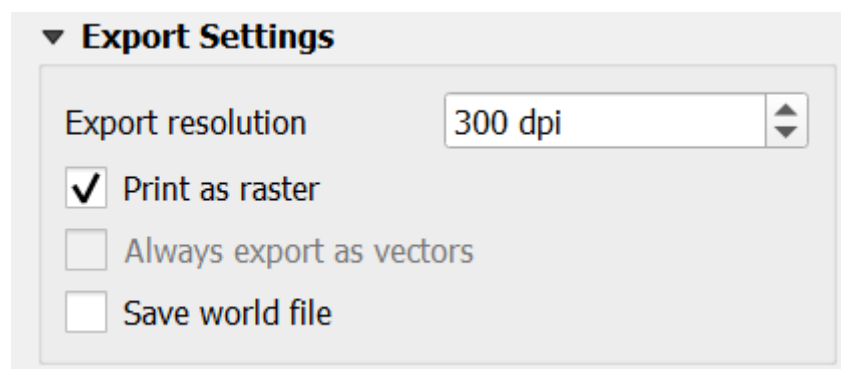 Export Settings
Export resolution 300 dpi
Print as raster
Always export as vectors
Save world file